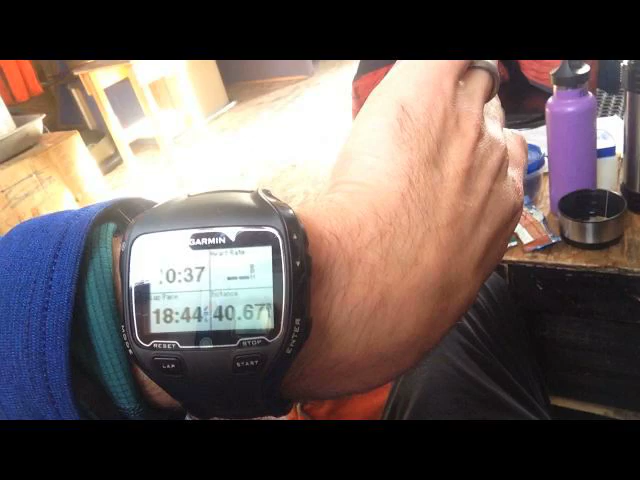 GARMIN
Heart Rate
:0:37
Lap Pace Distance
18:44 40.67
RESET STOP
MODE LAP START ENTER